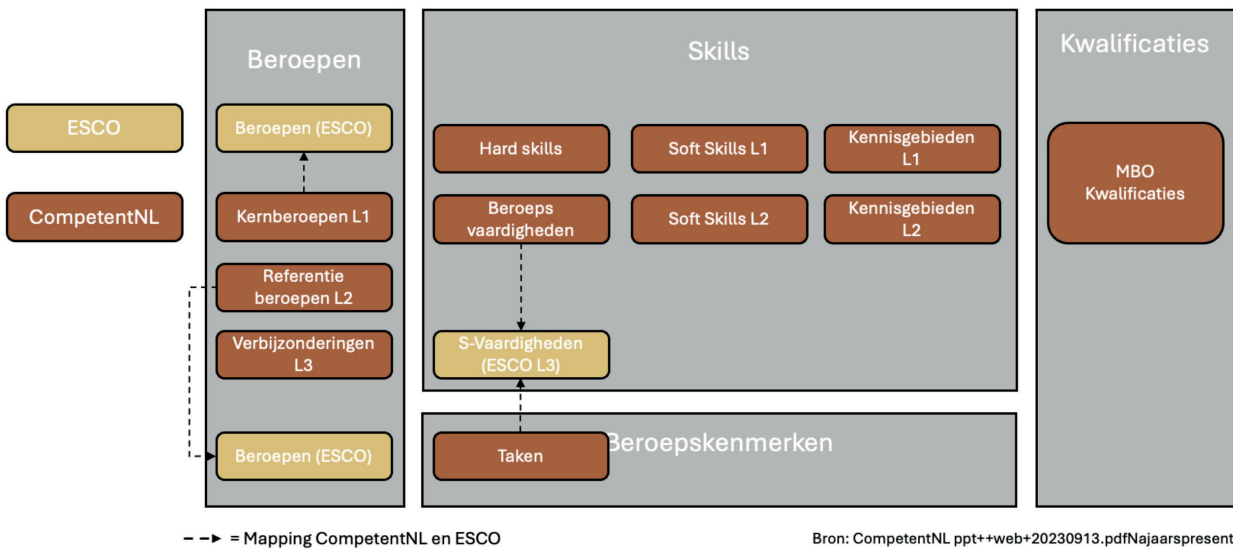 Beroepen
Skills
Kwalificaties
ESCO
CompetentNL
Beroepen (ESCO)
Kernberoepen L1
Referentie
beroepen L2
Verbijzonderingen
L3
Beroepen (ESCO)
Hard skills
Soft Skills L1
Kennisgebieden
L1
Beroeps
vaardigheden
Soft Skills L2
Kennisgebieden
L2
S-Vaardigheden
(ESCO L3)
Beroepskenmerken
Taken
MBO
Kwalificaties
= Mapping CompetentNL en ESCO
Bron: CompetentNL ppt++web+20230913.pdfNajaarspresent